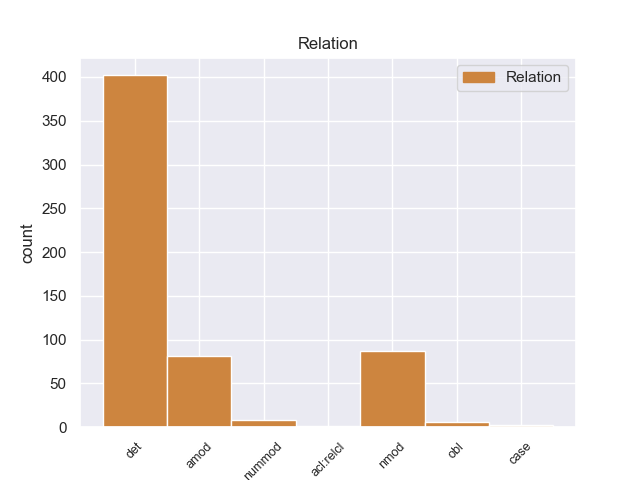 Relation
Relation
count
400
350
300
250
200
150
100
50
0
det
amod
nummod
acl:relcl
nmod
obl
case